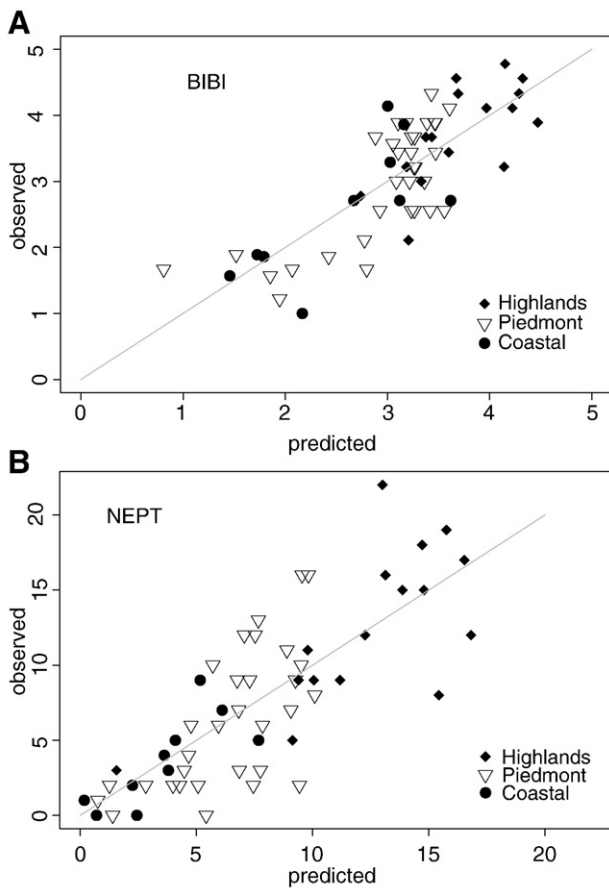 A
BIBI
observed
5
4
3
2
1
0
Highlands
Piedmont
Coastal
0 1 2 3 4 5
predicted
B
NEPT
observed
20
15
10
5
0
Highlands
Piedmont
Coastal
0 5 10 15 20
predicted